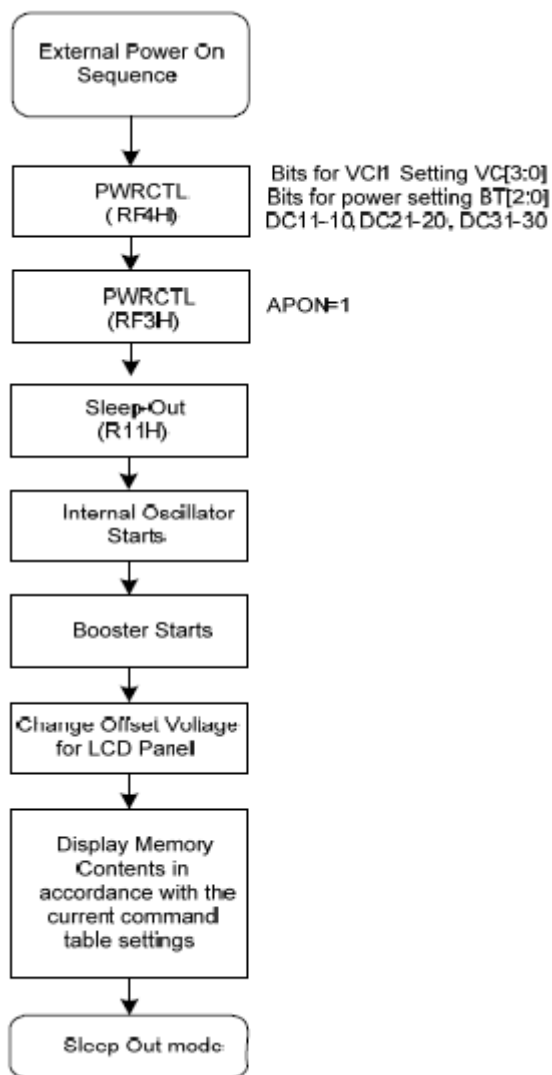 External Power On
Sequence
PWRCTL
(RF4H)
Bits for VCI1 Setting VC[3:0]
Bits for power setting BT[2:0]
DC11-10, DC21-20, DC31-30
PWRCTL
(RF3H)
APON=1
Sleep-Out
(R11H)
Internal Oscillator
Starts
Booster Starts
Change Offset Voltage
for LCD Panel
Display Memory
Contents in
accordance with the
current command
table settings
Sleep Out mode